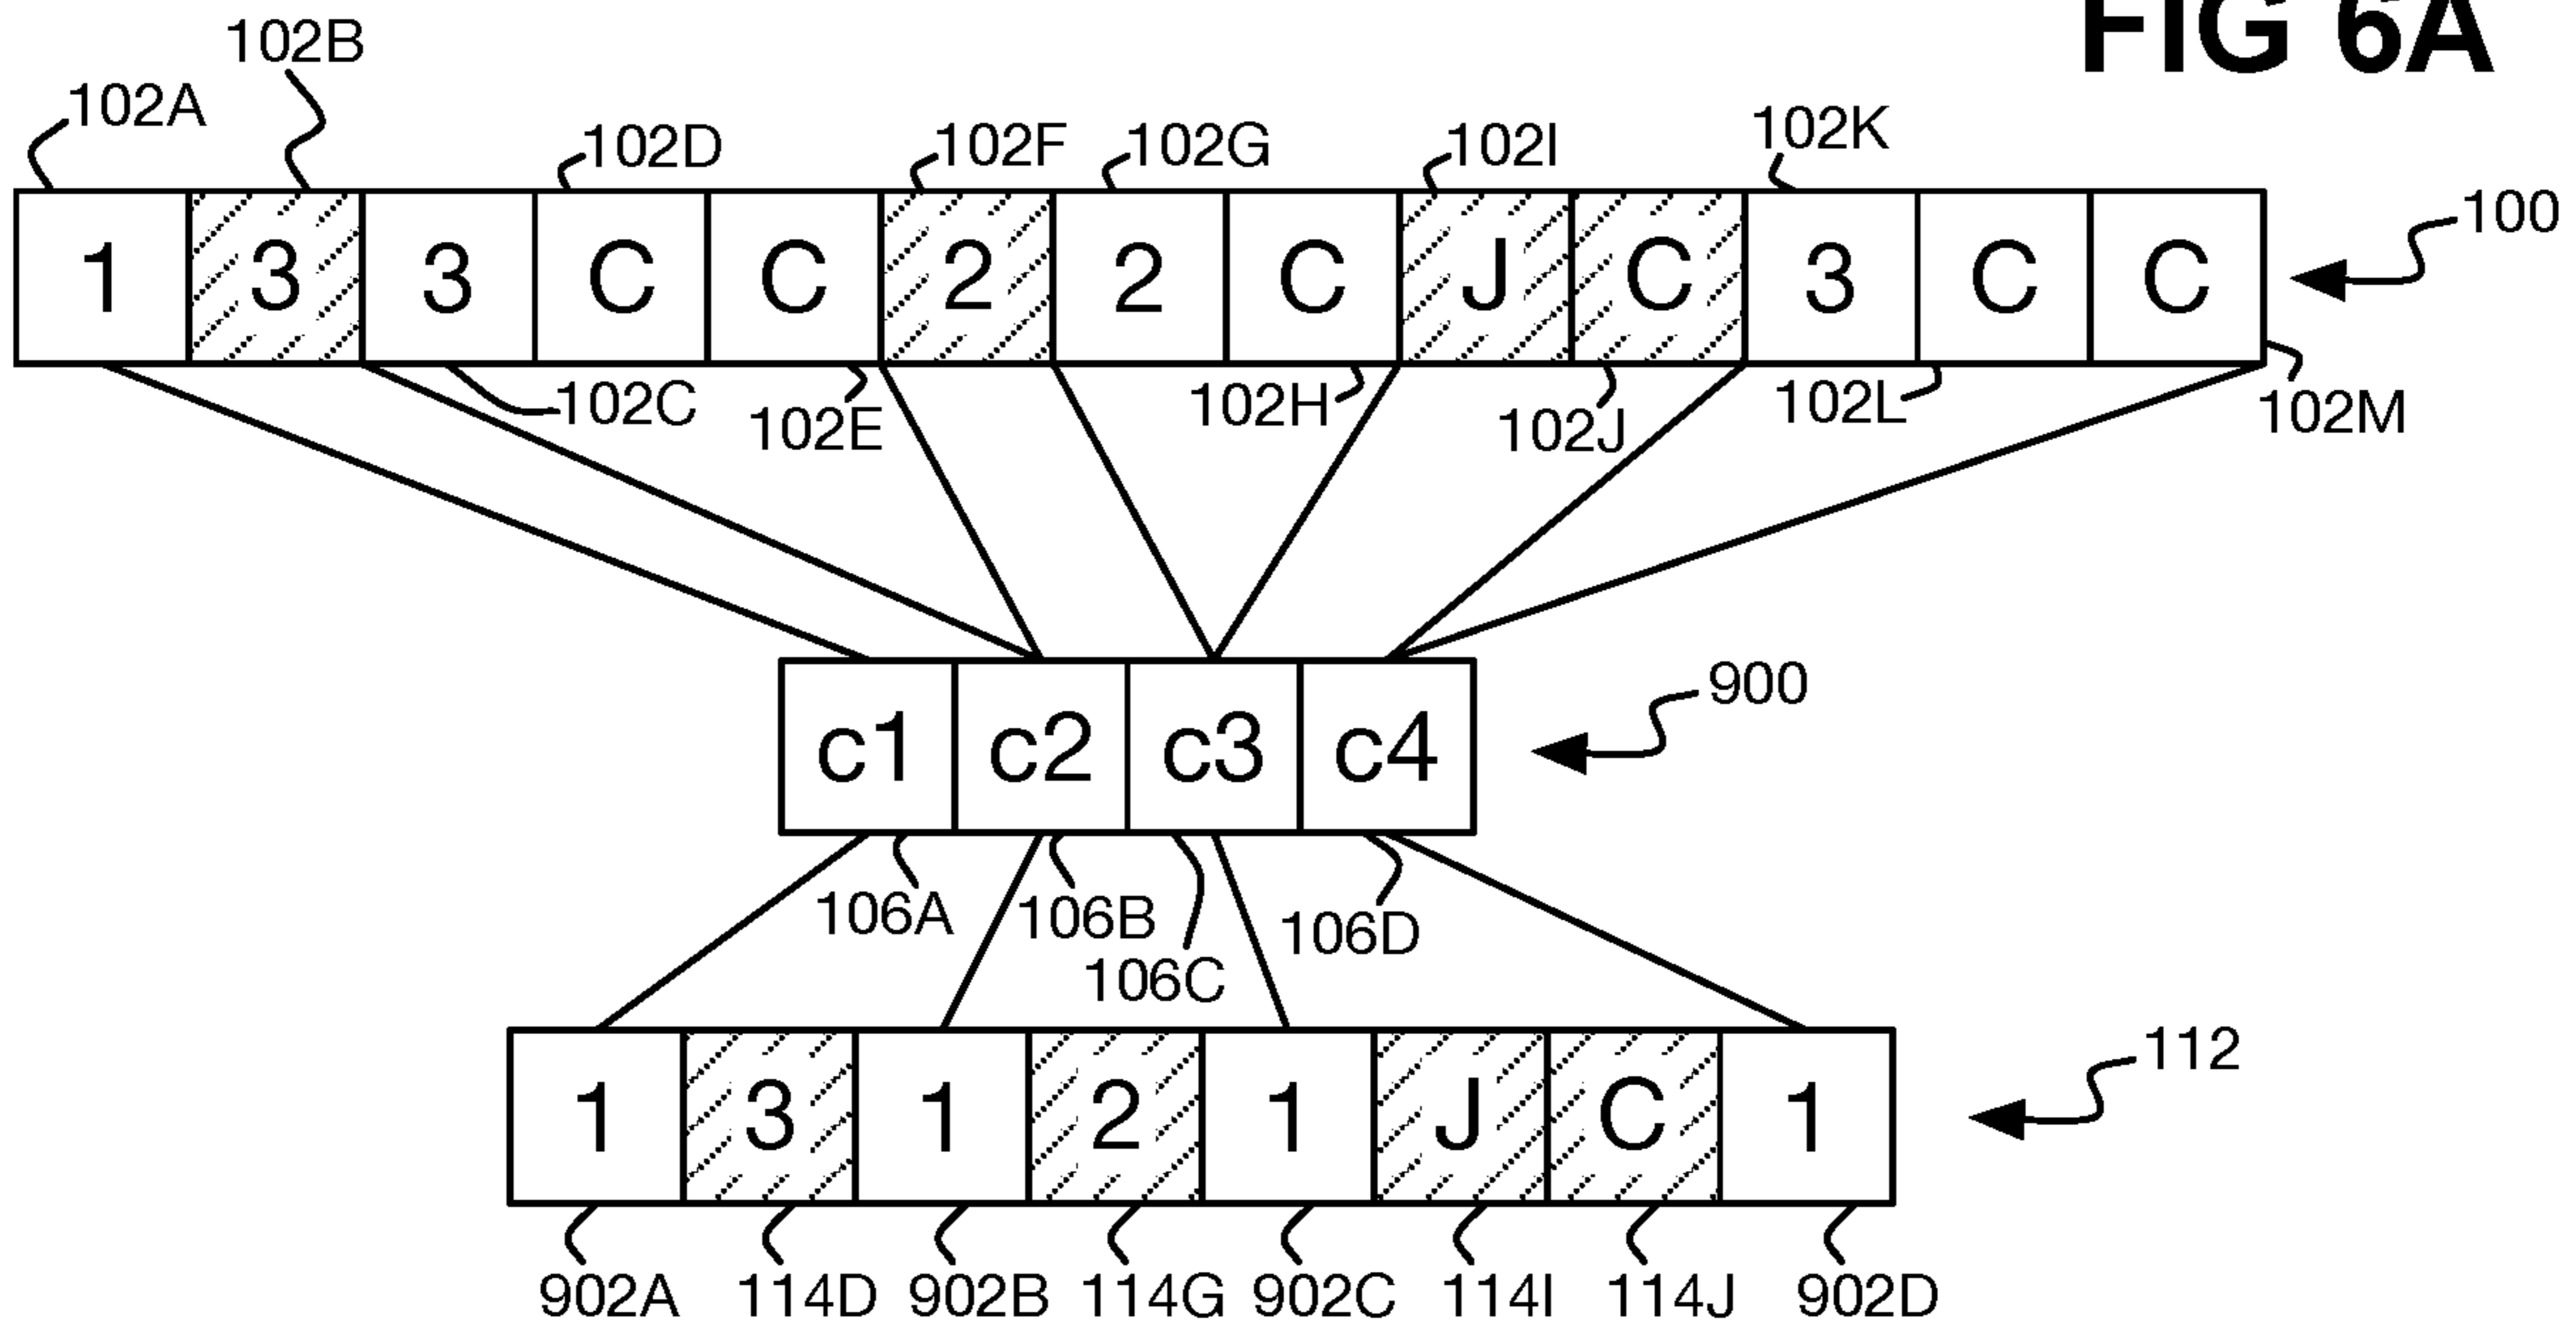 FIG 6A
102B
102A
102D 102F 102G 102I 102K
100
1 3 3 C C 2 2 C J C 3 C C
102C 102E 102H 102J 102L 102M
900
c1 c2 c3 c4
106A 106B 106D
106C
112
1 3 1 2 1 J C 1
902A 114D 902B 114G 902C 114I 114J 902D